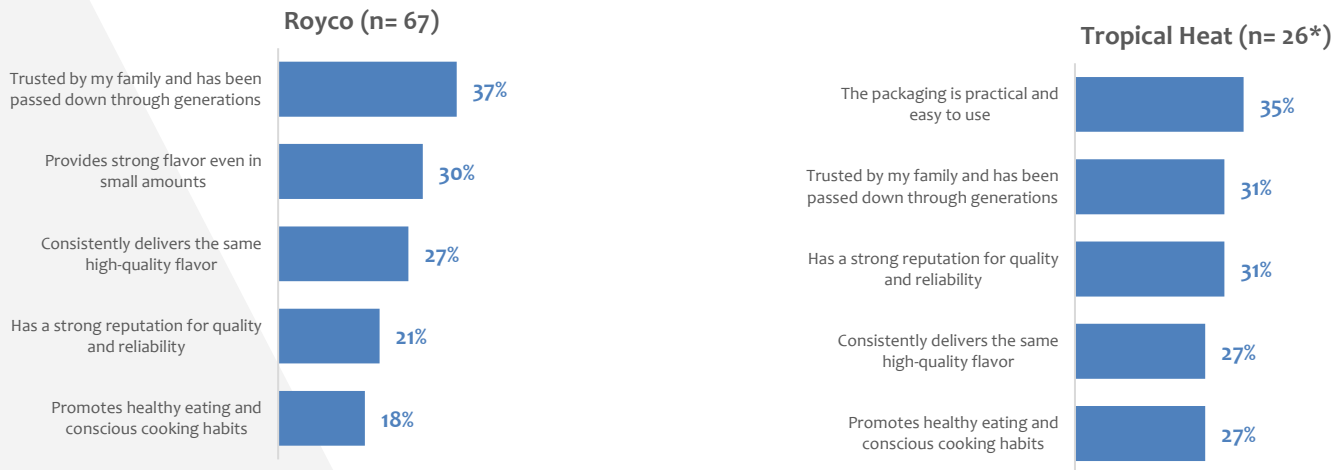 Royco (n= 67)
Trusted by my family and has been
passed down through generations
37%
Provides strong flavor even in
small amounts
30%
Consistently delivers the same
high-quality flavor
27%
Has a strong reputation for quality
and reliability
21%
Promotes healthy eating and
conscious cooking habits
18%
Tropical Heat (n= 26*)
The packaging is practical and
easy to use
35%
Trusted by my family and has been
passed down through generations
31%
Has a strong reputation for quality
and reliability
31%
Consistently delivers the same
high-quality flavor
27%
Promotes healthy eating and
conscious cooking habits
27%